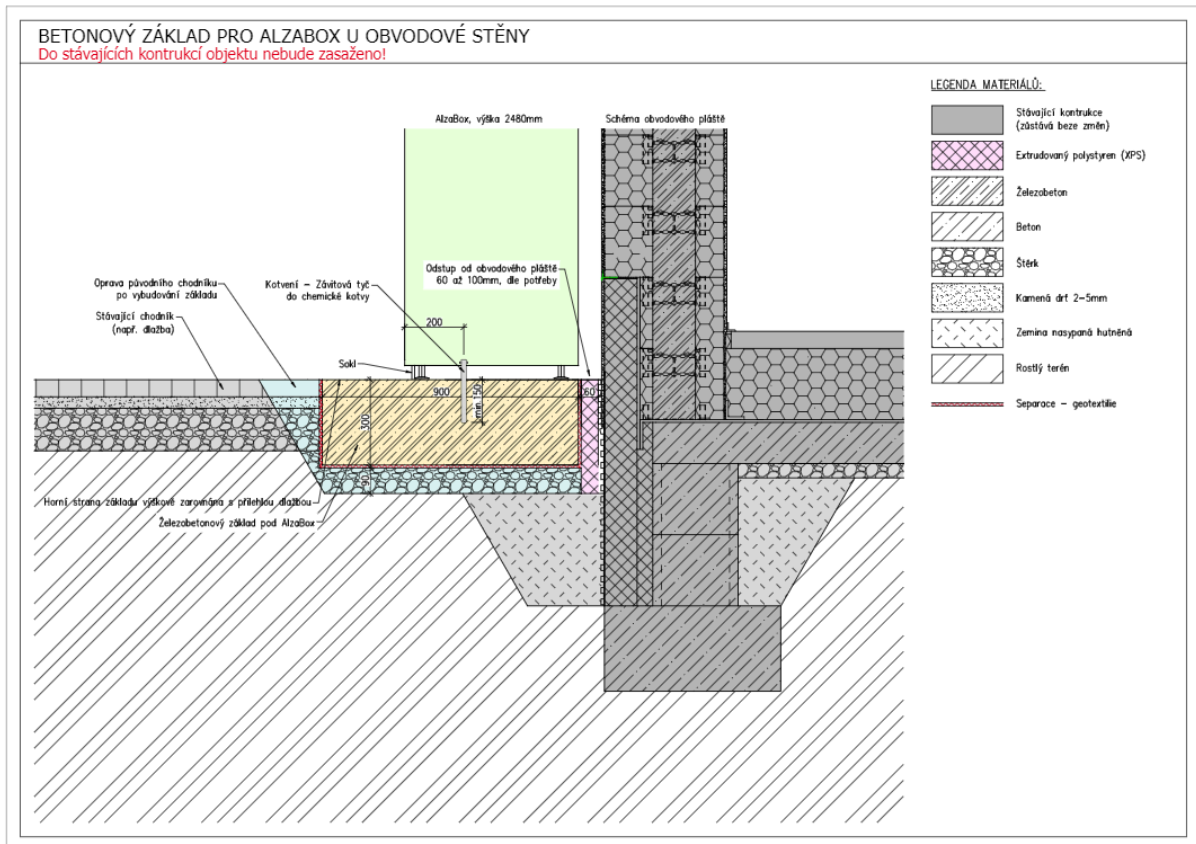 BETONOVÝ ZÁKLAD PRO ALZABOX U OBVODOVÉ STĚNY
Do stávajících kontrukcí objektu nebude zasaženo!
AlzaBox, výška 2480mm
Schéma obvodového pláště
Odstup od obvodového pláště
60 až 100mm, dle potřeby
Oprava původního chodníku
po vybudování základu
Kotvení – Závitová tyč
do chemické kotvy
Stávající chodník
(např. dlažba)
200
Sokl
900
60
min.150
300
90
Horní strana základu výškově zarovnána s přilehlou dlažbou
Železobetonový základ pod AlzaBox
LEGENDA MATERIÁLŮ:
Stávající kontrukce
(zůstává beze změn)
Extrudovaný polystyren (XPS)
Železobeton
Beton
Štěrk
Kamená drť 2–5mm
Zemina nasypaná hutněná
Rostlý terén
Separace – geotextilie